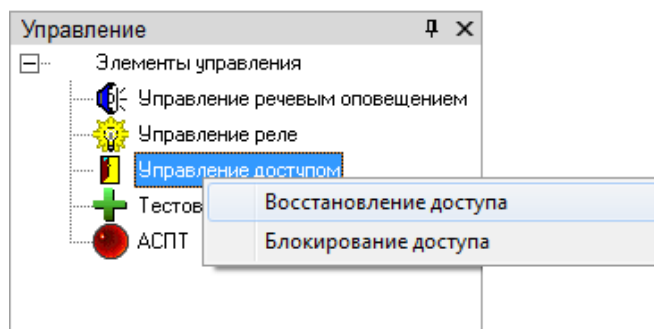 Управление
Элементы управления
Управление речевым оповещением
Управление реле
Управление доступом
Восстановление доступа
Тестов
АСПТ
Блокирование доступа